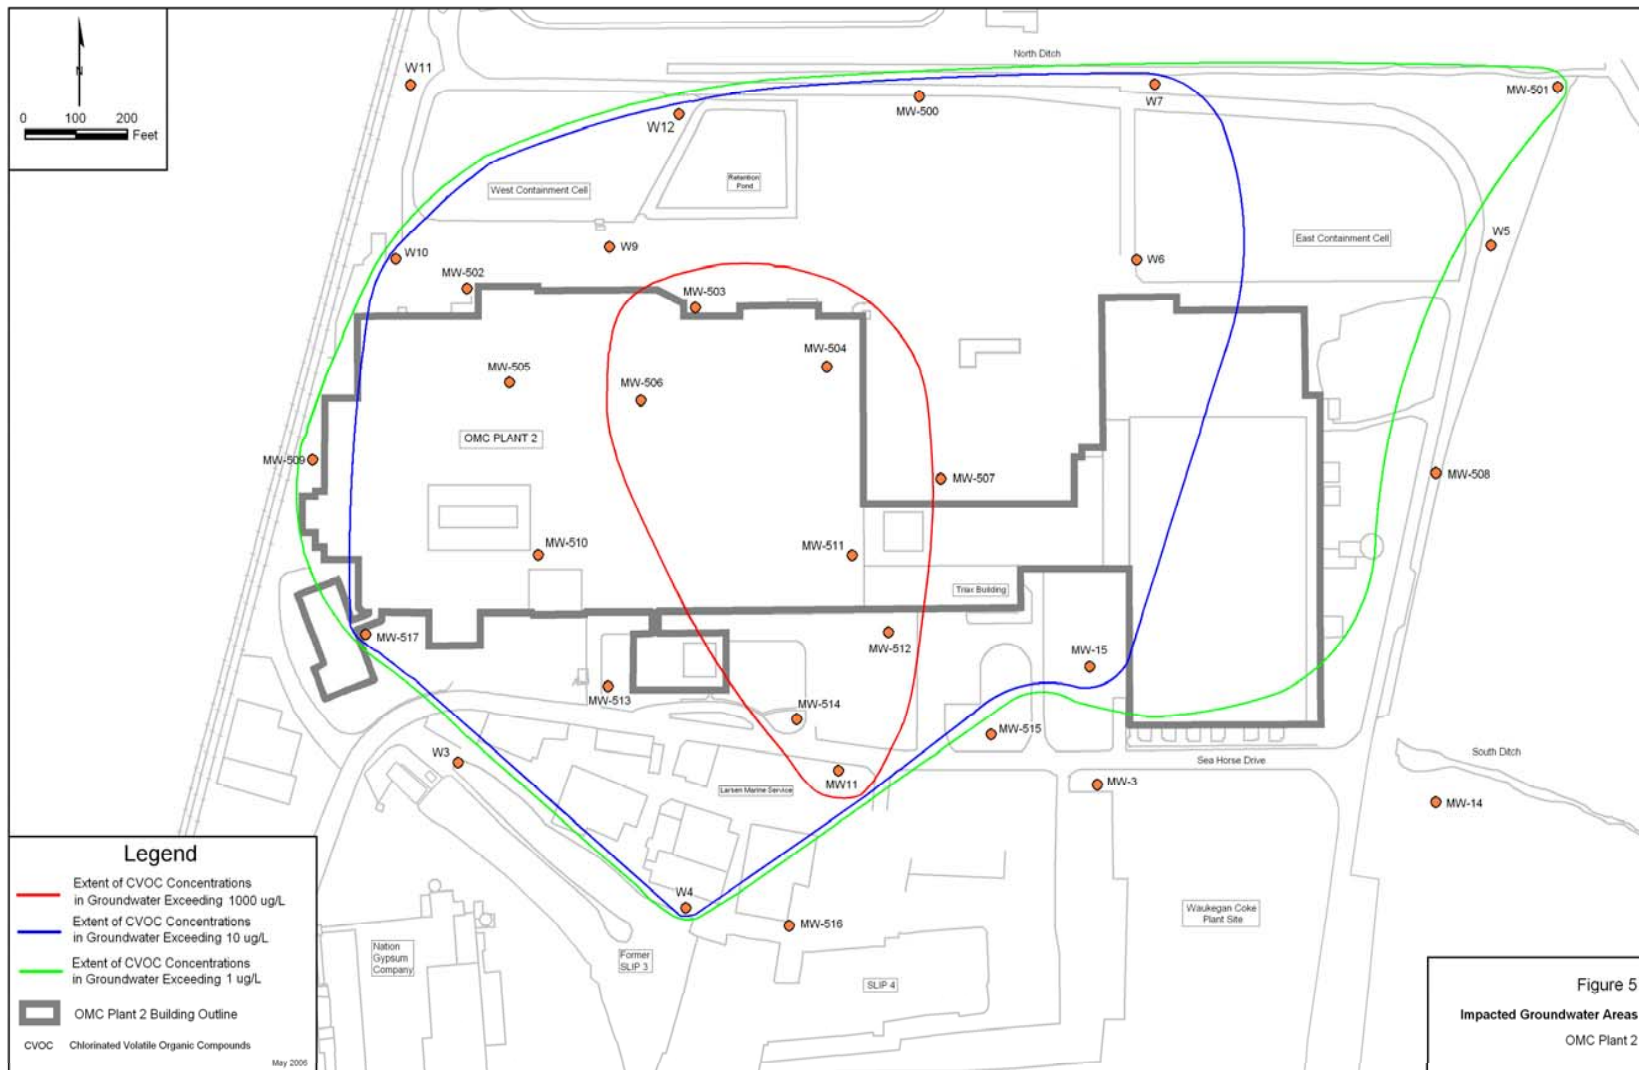 North Ditch
W11
W7
MW-501
MW-500
W12
N
0 100 200
Feet
Retention
Pond
West Containment Cell
East Containment Cell
W5
W9
W10
W6
MW-502
MW-503
MW-504
MW-505
MW-506
OMC PLANT 2
MW-509
MW-508
MW-507
MW-510
MW-511
Triax Building
MW-517
MW-512
MW-15
MW-513
MW-514
MW-515
W3
South Ditch
Sea Horse Drive
MW11
MW-3
Larsen Marine Service
MW-14
W4
MW-516
Waukegan Coke
Plant Site
Nation
Gypsum
Company
Former
SLIP 3
SLIP 4
Legend
Extent of CVOC Concentrations
in Groundwater Exceeding 1000 ug/L
Extent of CVOC Concentrations
in Groundwater Exceeding 10 ug/L
Extent of CVOC Concentrations
in Groundwater Exceeding 1 ug/L
OMC Plant 2 Building Outline
CVOC Chlorinated Volatile Organic Compounds
May 2006
Figure 5
Impacted Groundwater Areas
OMC Plant 2